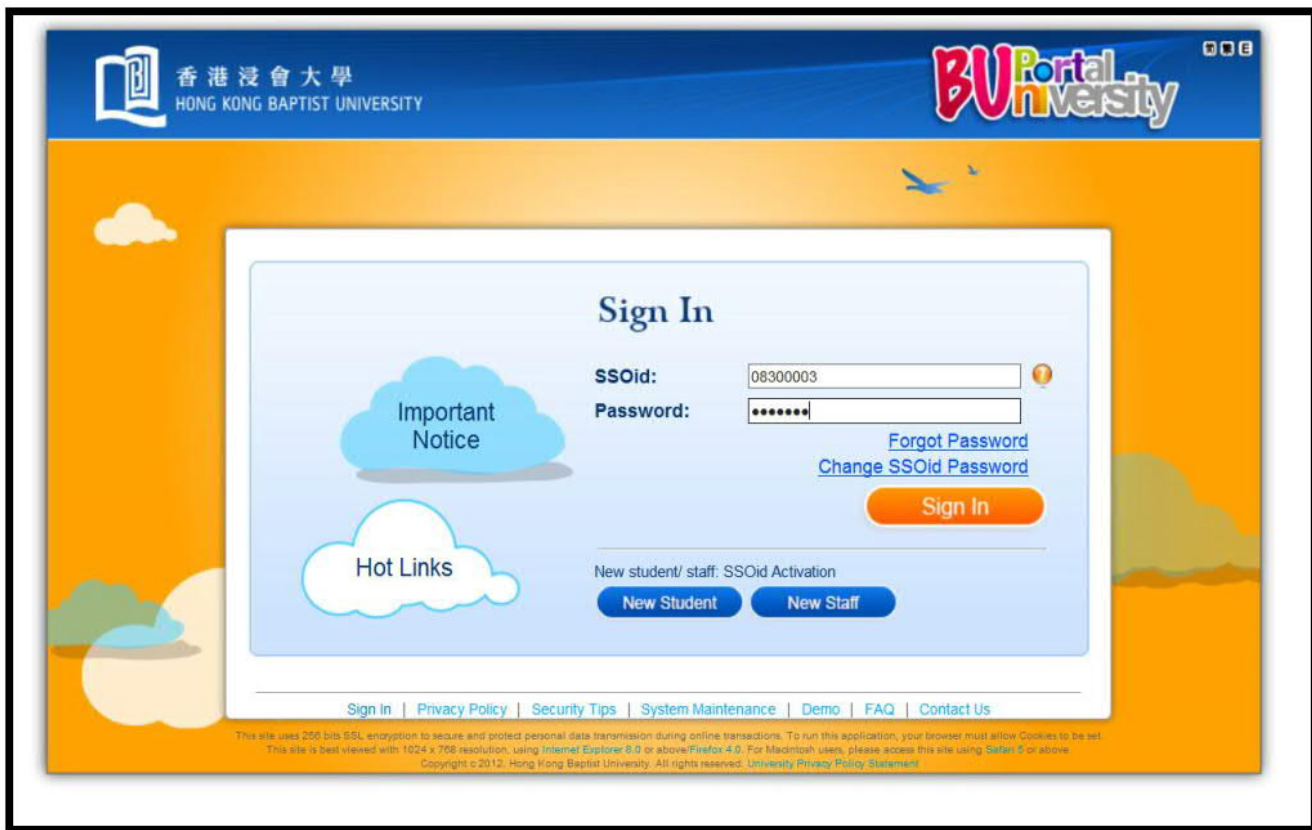 香港浸會大學
HONG KONG BAPTIST UNIVERSITY
BUPortal
University
简 繁 E
Sign In
SSOid: 08300003
Password: •••••••
Forgot Password
Change SSOid Password
Sign In
Important
Notice
Hot Links
New student/ staff: SSOid Activation
New Student New Staff
Sign In | Privacy Policy | Security Tips | System Maintenance | Demo | FAQ | Contact Us
This site uses 256 bits SSL encryption to secure and protect personal data transmission during online transactions. To run this application, your browser must allow Cookies to be set.
This site is best viewed with 1024 x 768 resolution, using Internet Explorer 8.0 or above/Firefox 4.0. For Macintosh users, please access this site using Safari 5 or above.
Copyright c 2012. Hong Kong Baptist University. All rights reserved. University Privacy Policy Statement